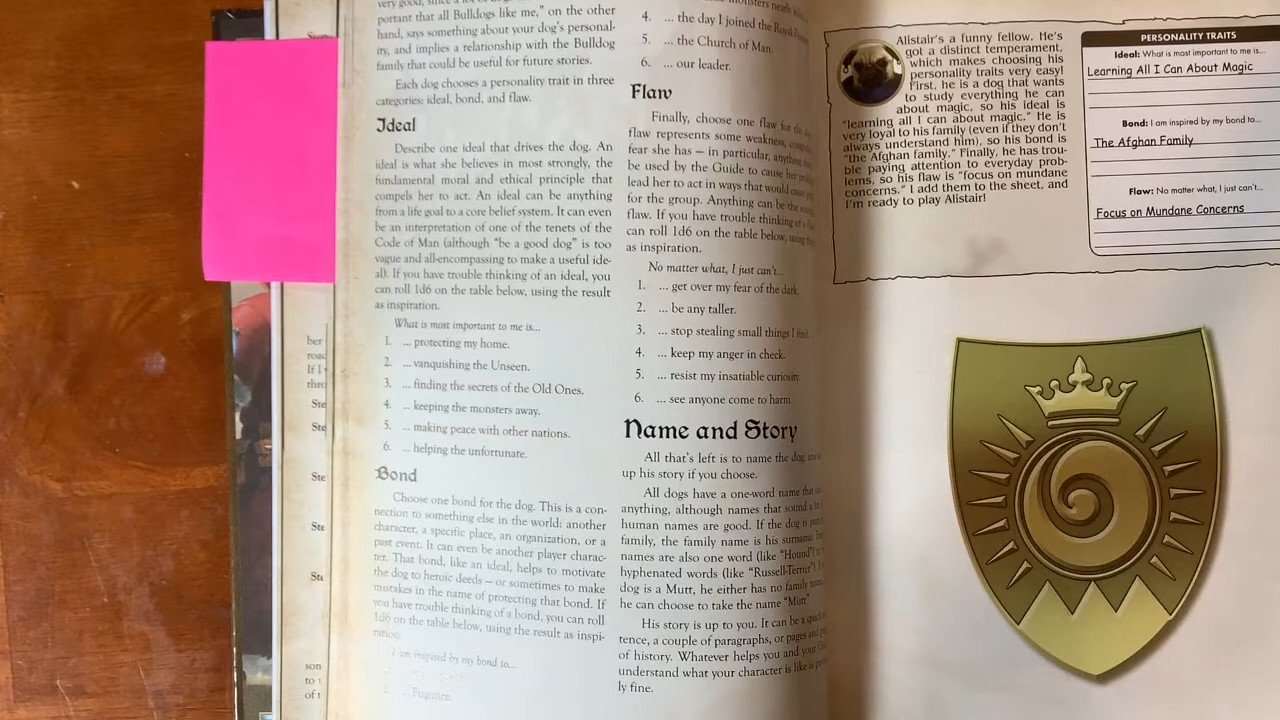 very good, since a lot of
portant that all Bulldogs like me," on the other
hand, says something about your dog's personal-
ity, and implies a relationship with the Bulldog
family that could be useful for future stories.
Each dog chooses a personality trait in three
categories: ideal, bond, and flaw.
Ideal
Describe one ideal that drives the dog. An
ideal is what she believes in most strongly, the
fundamental moral and ethical principle that
compels her to act. An ideal can be anything
from a life goal to a core belief system. It can even
be an interpretation of one of the tenets of the
Code of Man (although "be a good dog" is too
vague and all-encompassing to make a useful ide-
al). If you have trouble thinking of an ideal, you
can roll 1d6 on the table below, using the result
as inspiration.
What is most important to me is...
1. ... protecting my home.
2. ... vanquishing the Unseen.
3. ... finding the secrets of the Old Ones.
4. ... keeping the monsters away.
5. ... making peace with other nations.
6. ... helping the unfortunate.
Bond
Choose one bond for the dog. This is a con-
nection to something else in the world: another
character, a specific place, an organization, or a
past event. It can even be another player charac-
ter. That bond, like an ideal, helps to motivate
the dog to heroic deeds — or sometimes to make
mistakes in the name of protecting that bond. If
you have trouble thinking of a bond, you can roll
1d6 on the table below, using the result as inspi-
ration.
I am inspired by my bond to...
... Pugmire.
4. ... the day I joined the Royal
5. ... the Church of Man.
6. ... our leader.
Flaw
Finally, choose one flaw for the
flaw represents some weakness,
fear she has — in particular, anything
be used by the Guide to cause her
lead her to act in ways that would
for the group. Anything can be the
flaw. If you have trouble thinking of a
can roll 1d6 on the table below, using
as inspiration.
No matter what, I just can't...
1. ... get over my fear of the dark.
2. ... be any taller.
3. ... stop stealing small things I find.
4. ... keep my anger in check.
5. ... resist my insatiable curiosity.
6. ... see anyone come to harm.
Name and Story
All that's left is to name the dog,
up his story if you choose.
All dogs have a one-word name that
anything, although names that sound
human names are good. If the dog is
family, the family name is his surname.
names are also one word (like "Hound")
hyphenated words (like "Russell-Terrier")
dog is a Mutt, he either has no family
he can choose to take the name "Mutt"
His story is up to you. It can be a
tence, a couple of paragraphs, or pages
of history. Whatever helps you and your
understand what your character is like is
ly fine.
Alistair's a funny fellow. He's
got a distinct temperament,
which makes choosing his
personality traits very easy!
First, he is a dog that wants
to study everything he can
about magic, so his ideal is
"learning all I can about magic." He is
very loyal to his family (even if they don't
always understand him), so his bond is
"the Afghan family." Finally, he has trou-
ble paying attention to everyday prob-
lems, so his flaw is "focus on mundane
concerns." I add them to the sheet, and
I'm ready to play Alistair!
PERSONALITY TRAITS
Ideal: What is most important to me is...
Learning All I Can About Magic
Bond: I am inspired by my bond to...
The Afghan Family
Flaw: No matter what, I just can't...
Focus on Mundane Concerns
ber
If I
Ste
Ste
Ste
Ste
son
to
of